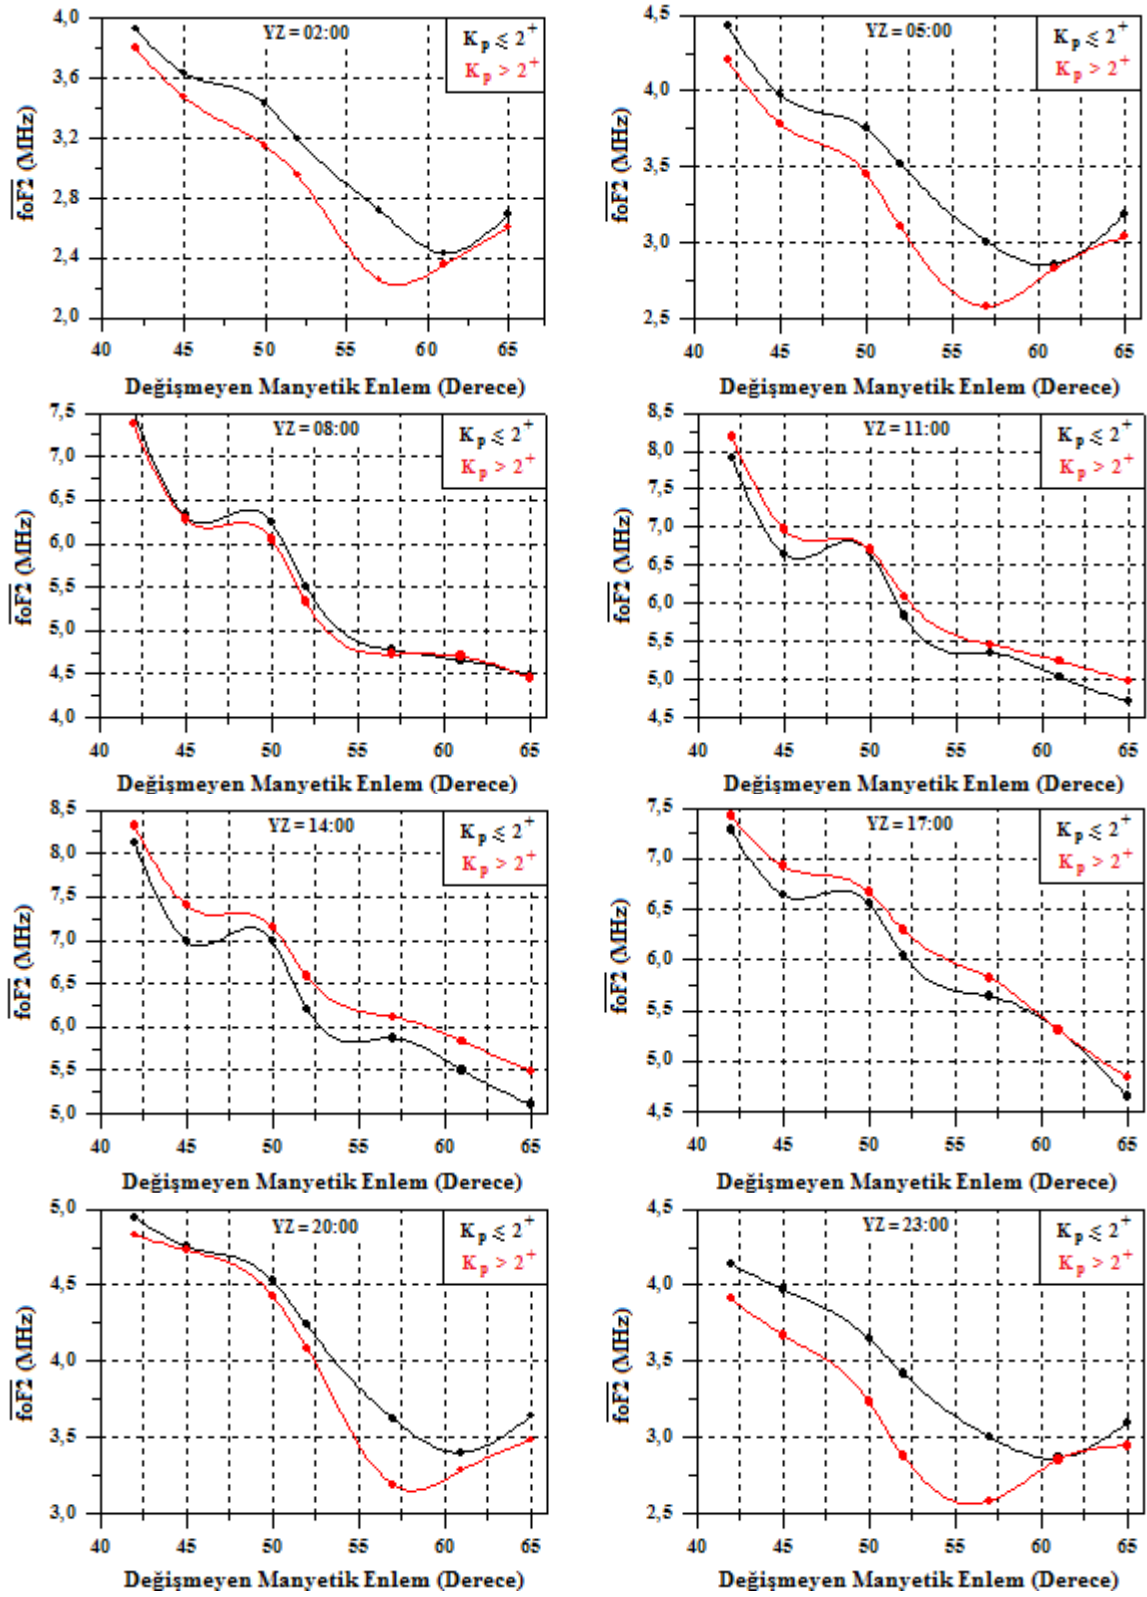 YZ = 02:00
Kp ⩽ 2+
Kp > 2+
foF2 (MHz)
4,0
3,6
3,2
2,8
2,4
2,0
40 45 50 55 60 65
Değişmeyen Manyetik Enlem (Derece)
YZ = 05:00
Kp ⩽ 2+
Kp > 2+
foF2 (MHz)
4,5
4,0
3,5
3,0
2,5
40 45 50 55 60 65
Değişmeyen Manyetik Enlem (Derece)
YZ = 08:00
Kp ⩽ 2+
Kp > 2+
foF2 (MHz)
7,5
7,0
6,5
6,0
5,5
5,0
4,5
4,0
40 45 50 55 60 65
Değişmeyen Manyetik Enlem (Derece)
YZ = 11:00
Kp ⩽ 2+
Kp > 2+
foF2 (MHz)
8,5
8,0
7,5
7,0
6,5
6,0
5,5
5,0
4,5
40 45 50 55 60 65
Değişmeyen Manyetik Enlem (Derece)
YZ = 14:00
Kp ⩽ 2+
Kp > 2+
foF2 (MHz)
8,5
8,0
7,5
7,0
6,5
6,0
5,5
5,0
40 45 50 55 60 65
Değişmeyen Manyetik Enlem (Derece)
YZ = 17:00
Kp ⩽ 2+
Kp > 2+
foF2 (MHz)
7,5
7,0
6,5
6,0
5,5
5,0
4,5
40 45 50 55 60 65
Değişmeyen Manyetik Enlem (Derece)
YZ = 20:00
Kp ⩽ 2+
Kp > 2+
foF2 (MHz)
5,0
4,5
4,0
3,5
3,0
40 45 50 55 60 65
Değişmeyen Manyetik Enlem (Derece)
YZ = 23:00
Kp ⩽ 2+
Kp > 2+
foF2 (MHz)
4,5
4,0
3,5
3,0
2,5
40 45 50 55 60 65
Değişmeyen Manyetik Enlem (Derece)